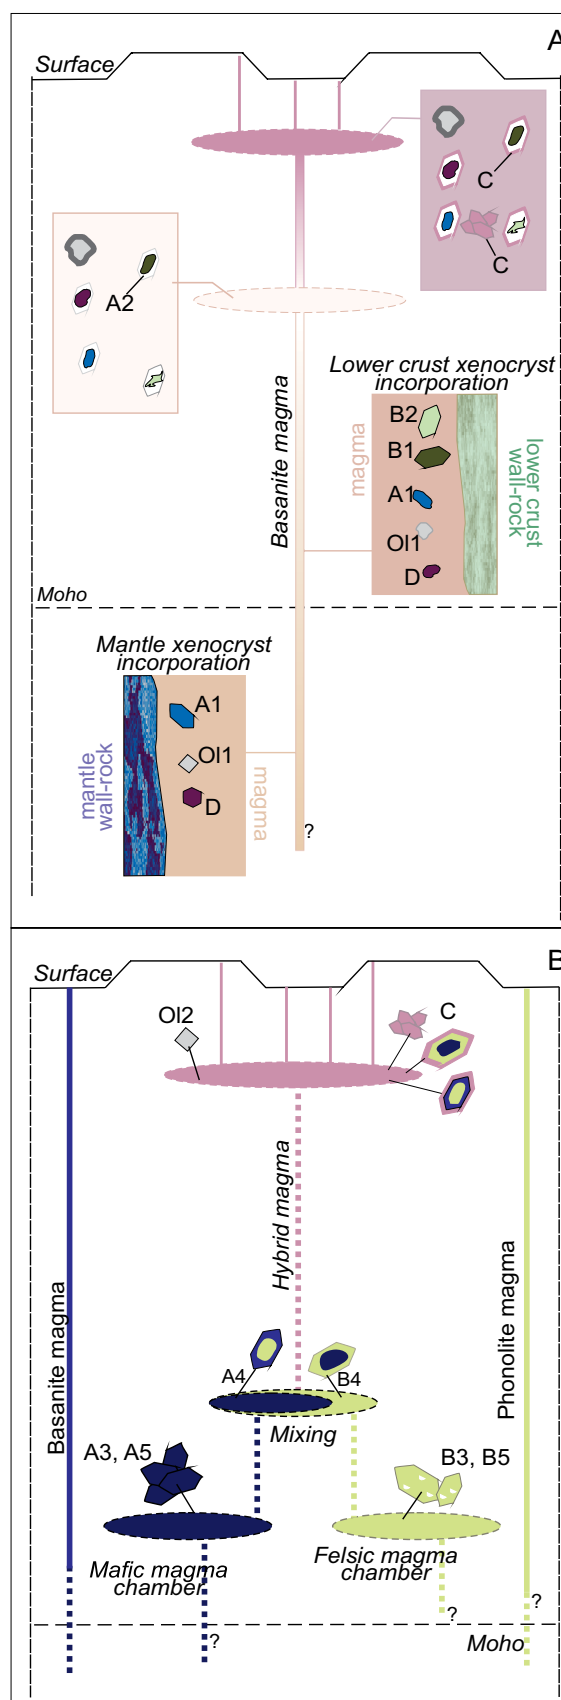 A
Surface
C
C
A2
Lower crust xenocryst
incorporation
B2
B1
A1
Ol1
D
magma
lower crust
wall-rock
Basanite magma
Moho
Mantle xenocryst
incorporation
A1
Ol1
D
mantle
wall-rock
magma
?
B
Surface
Ol2
C
Hybrid magma
Basanite magma
Phonolite magma
A4
B4
Mixing
A3, A5
B3, B5
Mafic magma
chamber
Felsic magma
chamber
?
?
?
Moho